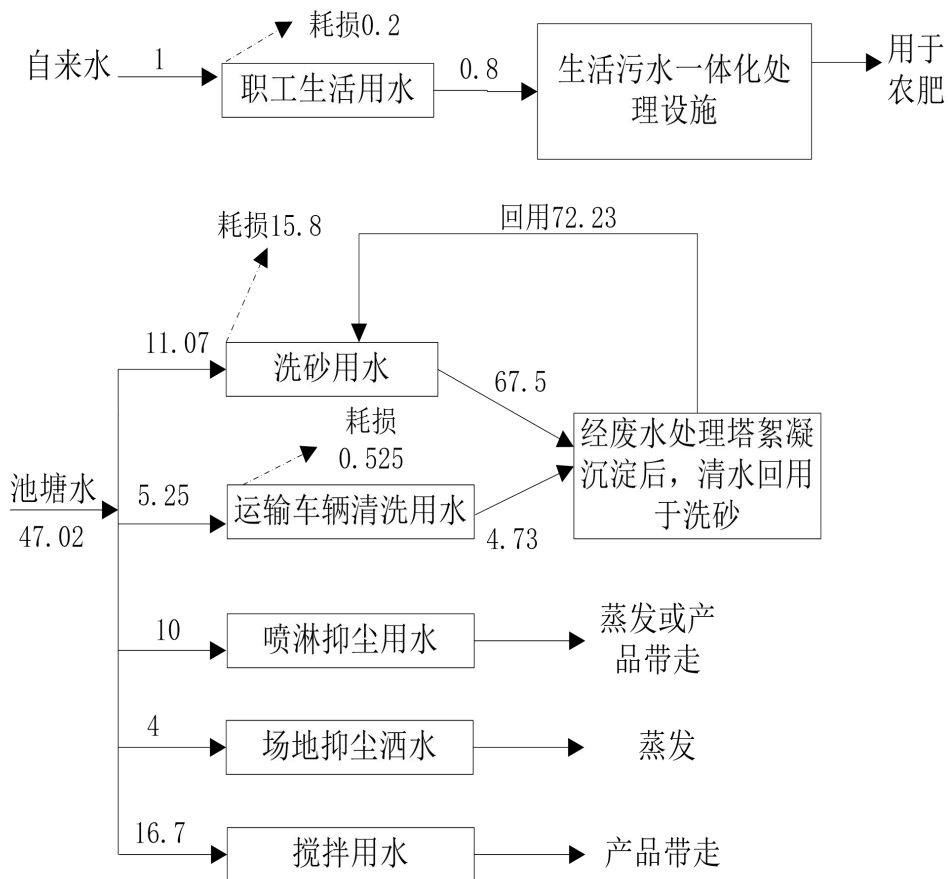 耗损0.2
自来水
1
职工生活用水
0.8
生活污水一体化处
理设施
用于
农肥
耗损15.8
回用72.23
11.07
洗砂用水
67.5
耗损
0.525
经废水处理塔絮凝
沉淀后，清水回用
于洗砂
池塘水
47.02
5.25
运输车辆清洗用水
4.73
10
喷淋抑尘用水
蒸发或产
品带走
4
场地抑尘洒水
蒸发
16.7
搅拌用水
产品带走